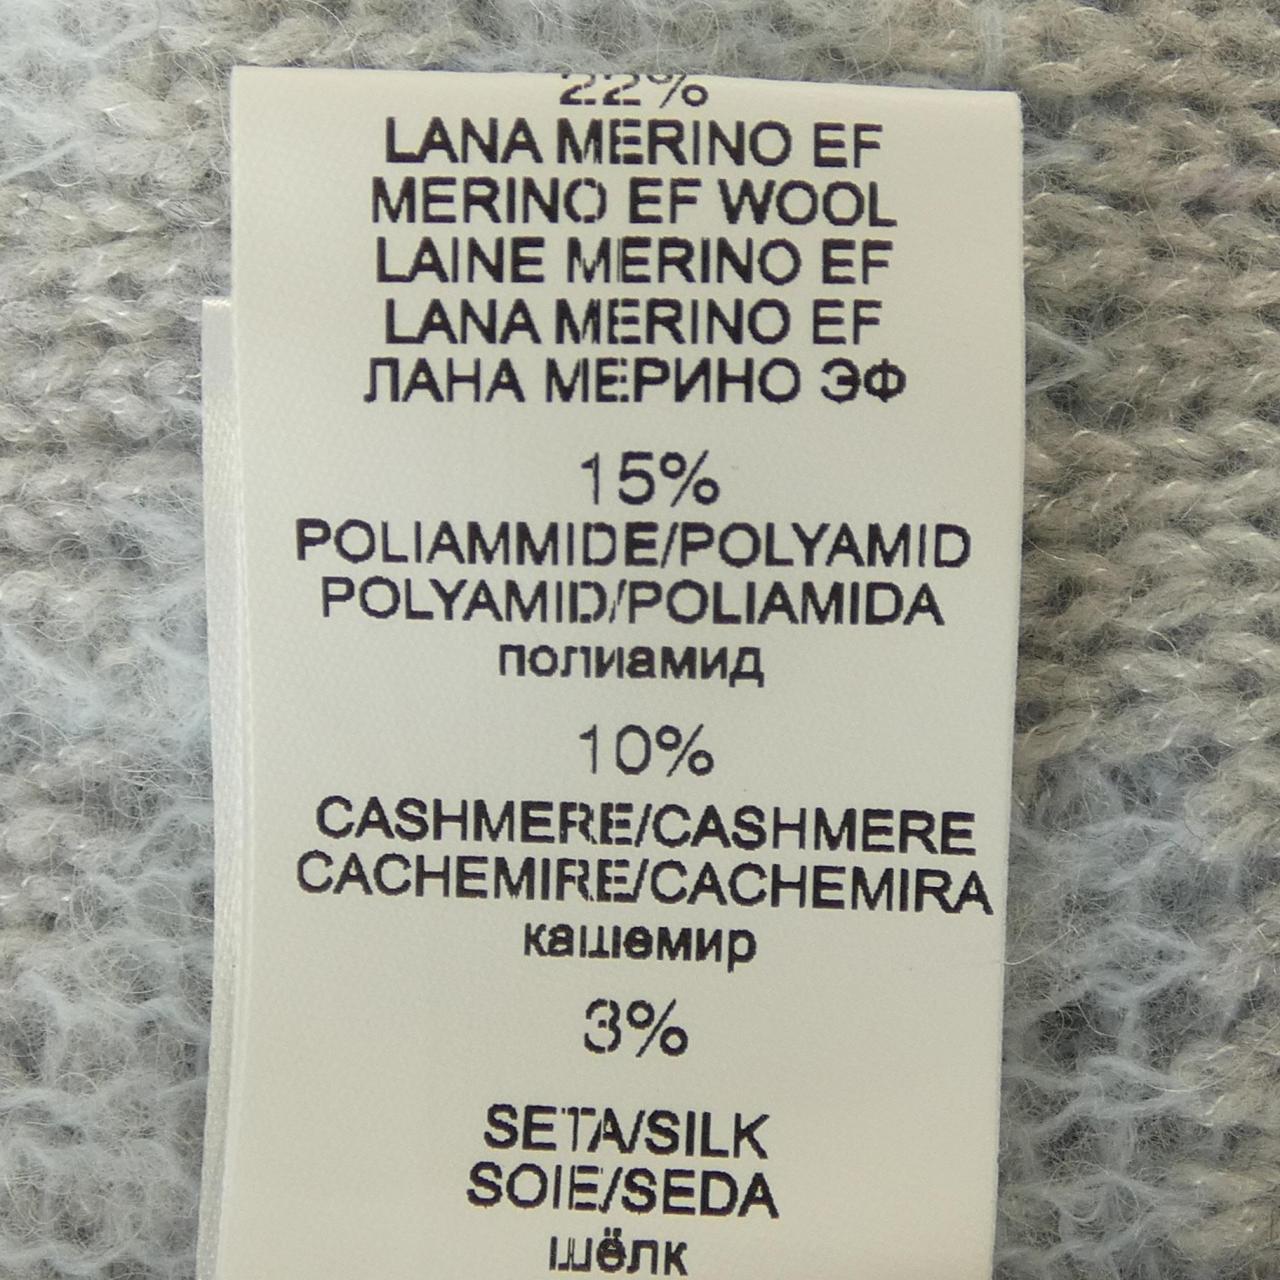 22%
LANA MERINO EF
MERINO EF WOOL
LAINE MERINO EF
LANA MERINO EF
ЛАНА МЕРИНО ЭФ
15%
POLIAMMIDE/POLYAMID
POLYAMID/POLIAMIDA
полиамид
10%
CASHMERE/CASHMERE
CACHEMIRE/CACHEMIRA
кашемир
3%
SETA/SILK
SOIE/SEDA
шёлк